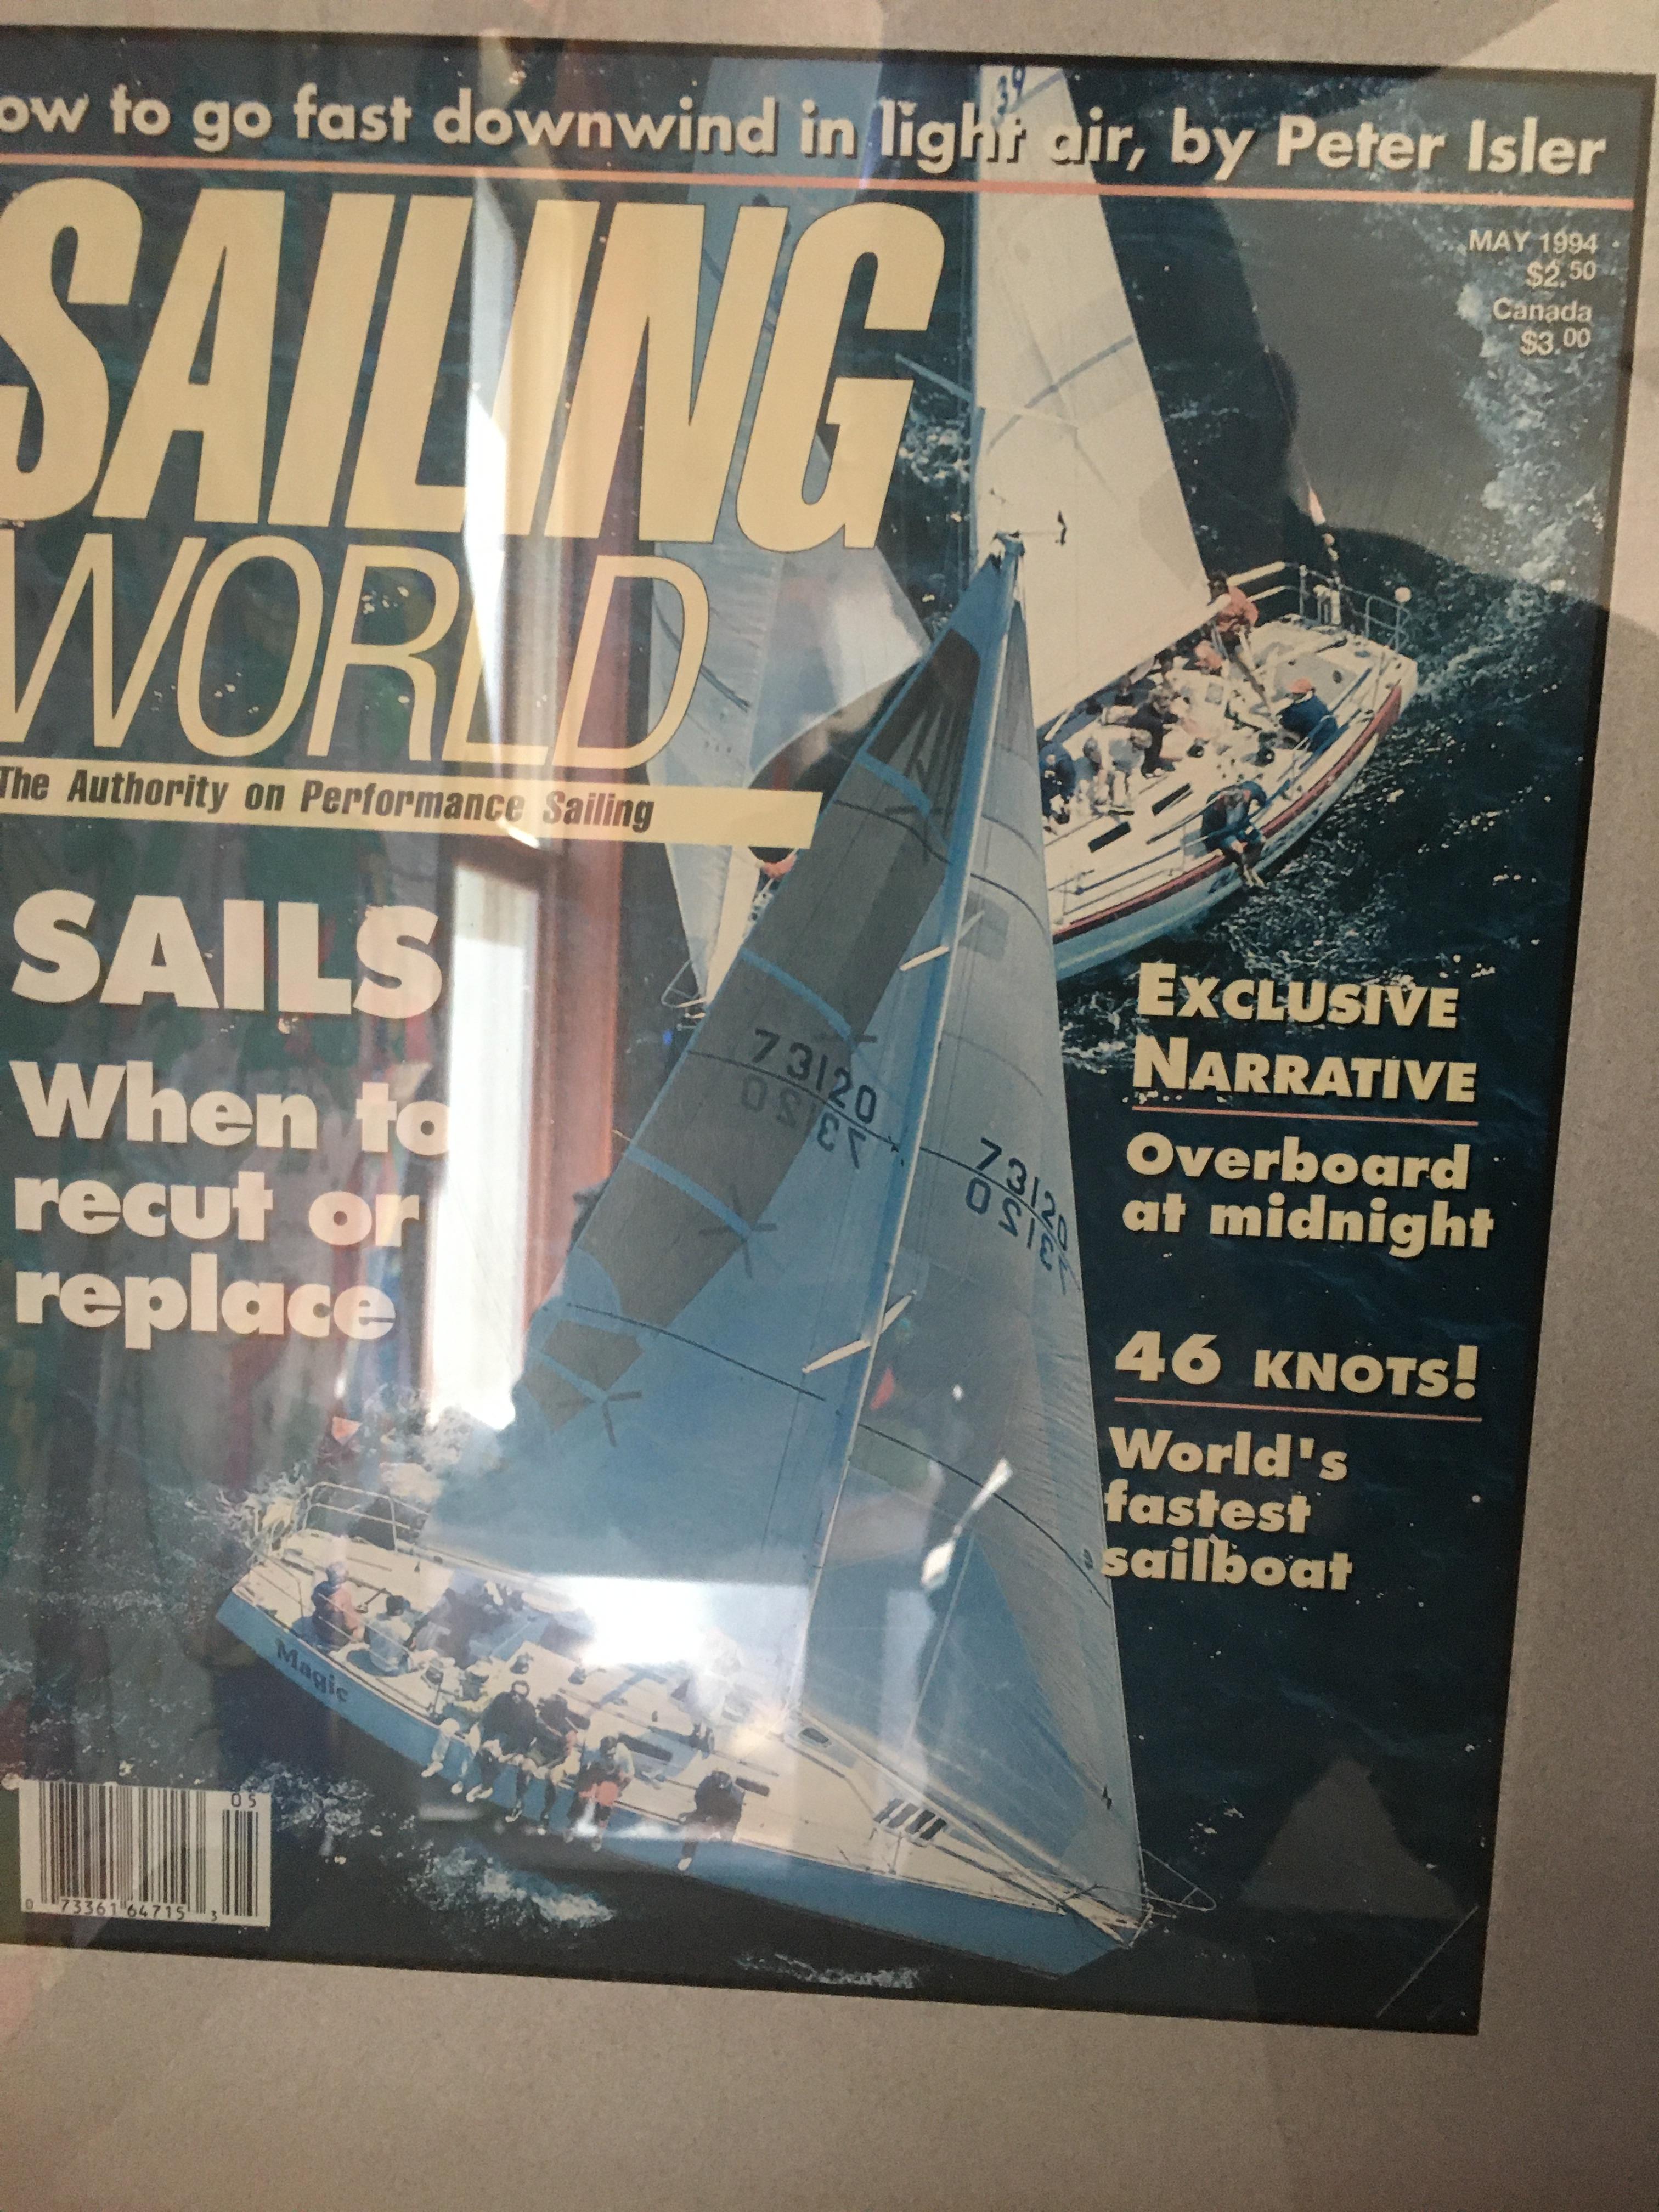 ow to go fast downwind in light air, by Peter Isler
SAILING
WORLD
The Authority on Performance Sailing
MAY 1994
$2.50
Canada
$3.00
39
SAILS
When to
recut or
replace
73120
73120
73120
73120
EXCLUSIVE
NARRATIVE
Overboard
at midnight
46 KNOTS!
World's
fastest
sailboat
Magic
05
0 73361 64715 3